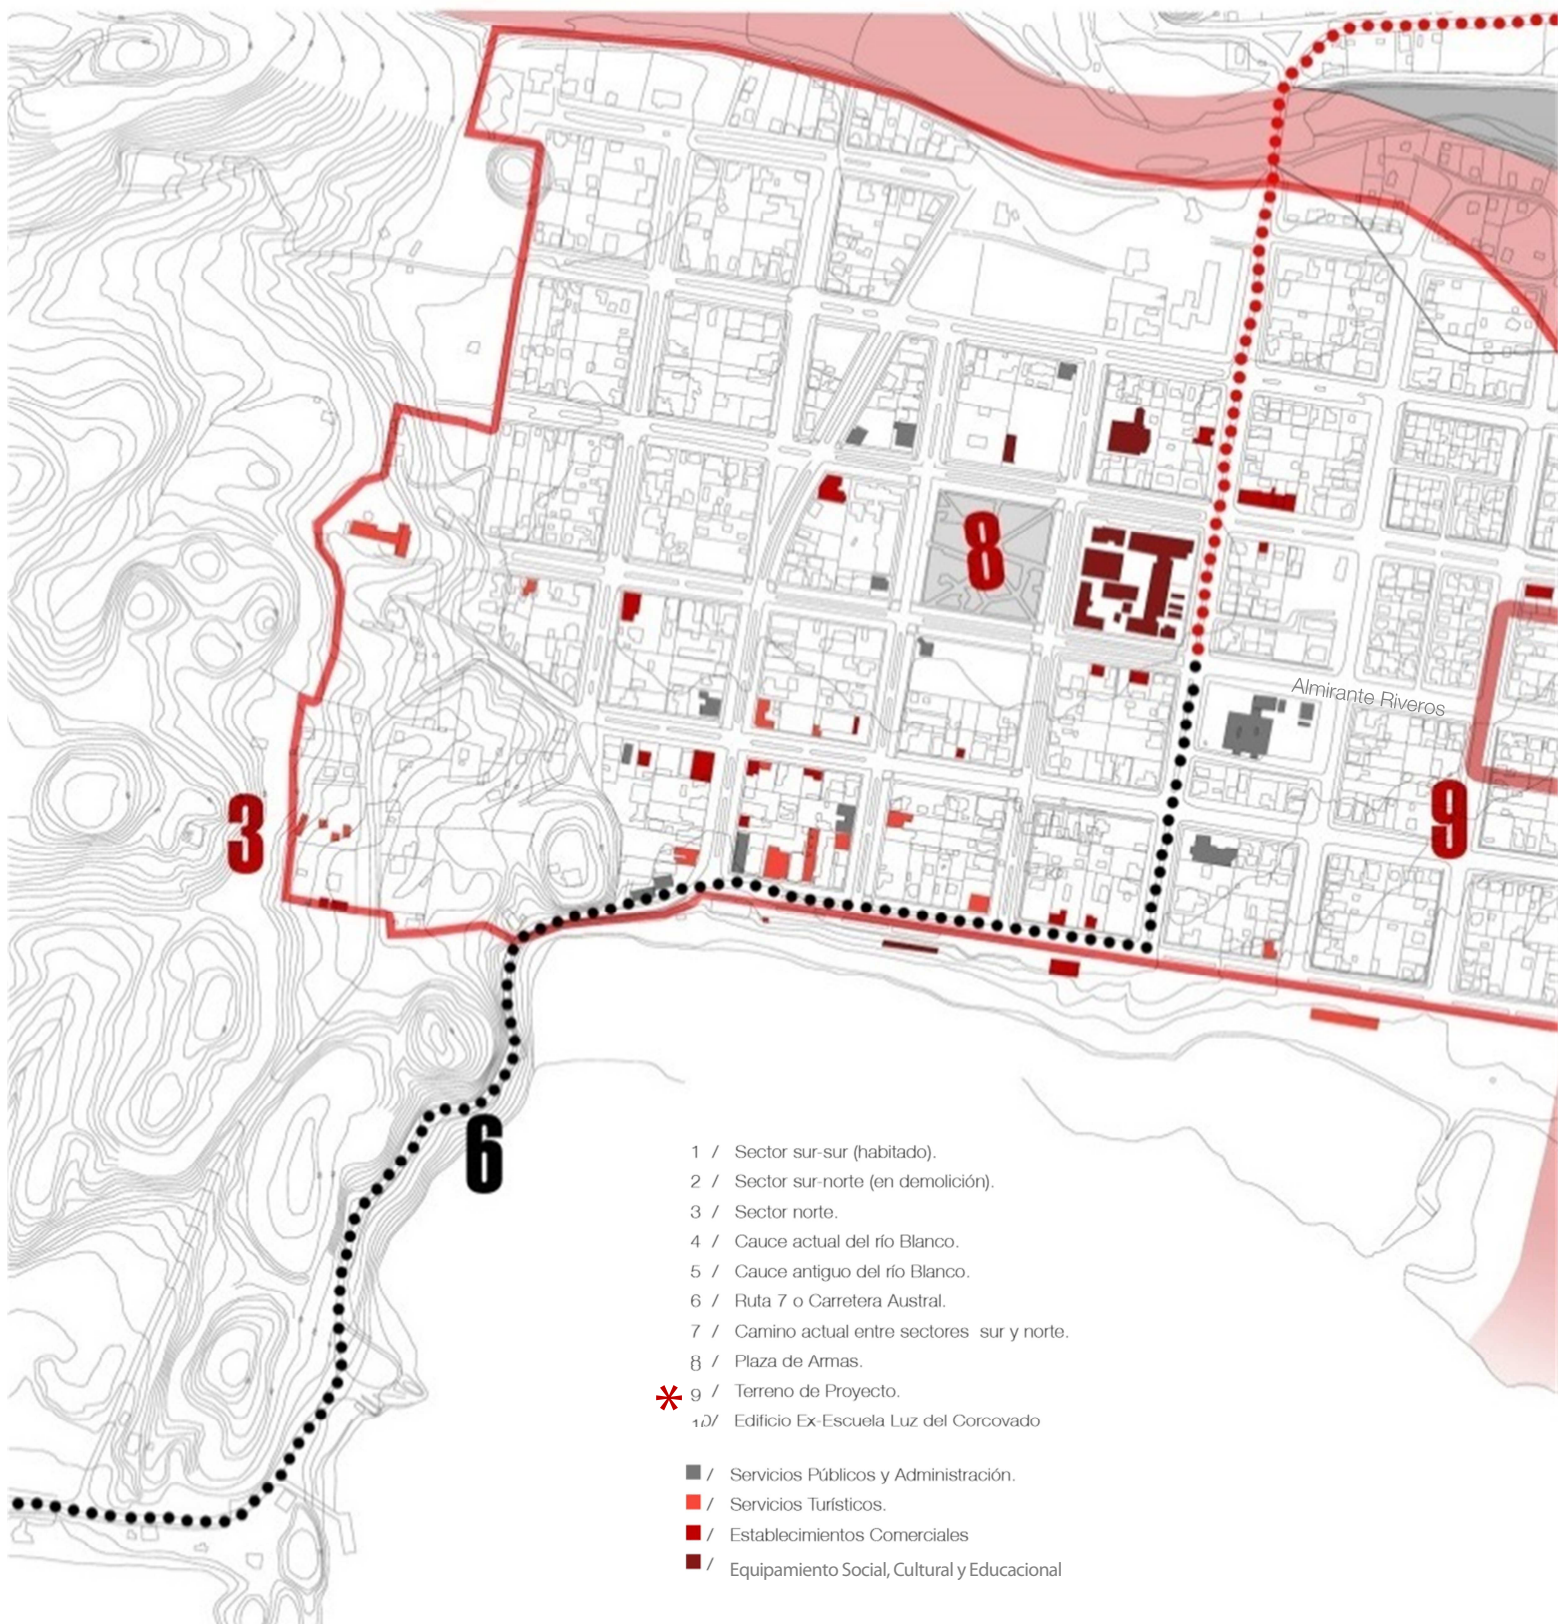 8
Almirante Riveros
3
9
6
1 / Sector sur-sur (habitado).
2 / Sector sur-norte (en demolición).
3 / Sector norte.
4 / Cauce actual del río Blanco.
5 / Cauce antiguo del río Blanco.
6 / Ruta 7 o Carretera Austral.
7 / Camino actual entre sectores sur y norte.
8 / Plaza de Armas.
* 9 / Terreno de Proyecto.
10/ Edificio Ex-Escuela Luz del Corcovado
/ Servicios Públicos y Administración.
/ Servicios Turísticos.
/ Establecimientos Comerciales
/ Equipamiento Social, Cultural y Educacional